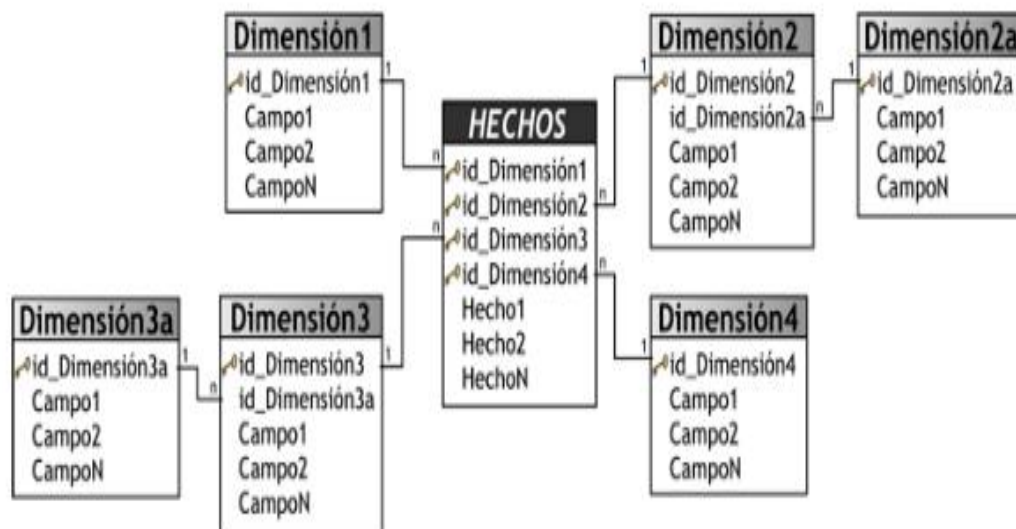 Dimensión1
id_Dimensión1
Campo1
Campo2
CampoN
1
n
HECHOS
id_Dimensión1
id_Dimensión2
id_Dimensión3
id_Dimensión4
Hecho1
Hecho2
HechoN
n
n
n
1
Dimensión2
id_Dimensión2
id_Dimensión2a
Campo1
Campo2
CampoN
n
1
Dimensión2a
id_Dimensión2a
Campo1
Campo2
CampoN
Dimensión3a
id_Dimensión3a
Campo1
Campo2
CampoN
1
n
Dimensión3
id_Dimensión3
id_Dimensión3a
Campo1
Campo2
CampoN
1
1
Dimensión4
id_Dimensión4
Campo1
Campo2
CampoN